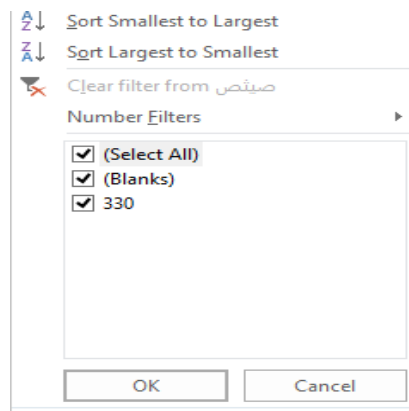 Sort Smallest to Largest
Sort Largest to Smallest
Clear filter from صيثص
Number Filters
(Select All)
(Blanks)
330
OK
Cancel